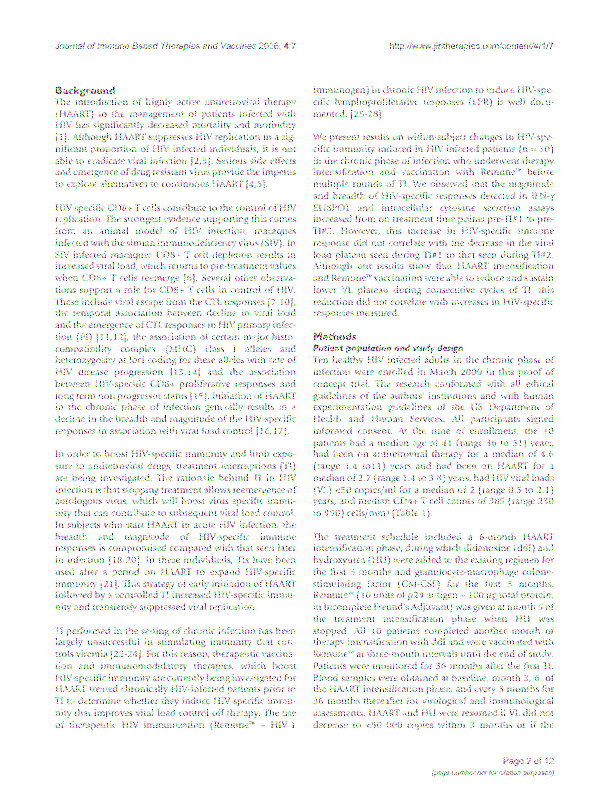 Journal of Immune Based Therapies and Vaccines 2006, 4:7
http://www.jibtherapies.com/content/4/1/7
Background
The introduction of highly active antiretroviral therapy
(HAART) to the management of patients infected with
HIV has significantly decreased mortality and morbidity
[1]. Although HAART suppresses HIV replication in a sig-
nificant proportion of HIV infected individuals, it is not
able to eradicate viral infection [2,3]. Serious side effects
and emergence of drug resistant virus provide the impetus
to explore alternatives to continuous HAART [4,5].
HIV specific CD8+ T cells contribute to the control of HIV
replication. The strongest evidence supporting this comes
from an animal model of HIV infection, macaques
infected with the simian immunodeficiency virus (SIV). In
SIV infected macaques CD8+ T cell depletion results in
increased viral load, which returns to pre-treatment values
when CD8+ T cells reemerge [6]. Several other observa-
tions support a role for CD8+ T cells in control of HIV.
These include viral escape from the CTL responses [7-10],
the temporal association between decline in viral load
and the emergence of CTL responses to HIV primary infec-
tion (PI) [11,12], the association of certain major histo-
compatibility complex (MHC) class I alleles and
heterozygosity at loci coding for these alleles with rate of
HIV disease progression [13,14] and the association
between HIV-specific CD8+ proliferative responses and
long term non progressor status [15]. Initiation of HAART
in the chronic phase of infection generally results in a
decline in the breadth and magnitude of the HIV-specific
responses in association with viral load control [16,17].
In order to boost HIV-specific immunity and limit expo-
sure to antiretroviral drugs, treatment interruptions (TI)
are being investigated. The rationale behind TI in HIV
infection is that stopping treatment allows reemergence of
autologous virus, which will boost virus specific immu-
nity that can contribute to subsequent viral load control.
In subjects who start HAART in acute HIV infection, the
breadth and magnitude of HIV-specific immune
responses is compromised compared with that seen later
in infection [18-20]. In these individuals, TIs have been
used after a period on HAART to expand HIV-specific
immunity [21]. This strategy of early initiation of HAART
followed by a controlled TI increased HIV-specific immu-
nity and transiently suppressed viral replication.
TI performed in the setting of chronic infection has been
largely unsuccessful in stimulating immunity that con-
trols viremia [22-24]. For this reason, therapeutic vaccina-
tion and immunomodulatory therapies, which boost
HIV-specific immunity are currently being investigated for
HAART treated chronically HIV-infected patients prior to
TI to determine whether they induce HIV-specific immu-
nity that improves viral load control off therapy. The use
of therapeutic HIV immunization (Remune™ – HIV-1
immunogen) in chronic HIV infection to induce HIV-spe-
cific lymphoproliferative responses (LPR) is well docu-
mented. [25-28].
We present results on within-subject changes in HIV-spe-
cific immunity induced in HIV infected patients (n = 10)
in the chronic phase of infection who underwent therapy
intensification and vaccination with Remune™ before
multiple rounds of TI. We observed that the magnitude
and breadth of HIV-specific responses detected in IFN-γ
ELISPOT and intracellular cytokine secretion assays
increased from on treatment time points pre-TI#1 to pre-
TI#2. However, this increase in HIV-specific immune
response did not correlate with the decrease in the viral
load plateau seen during TI#1 to that seen during TI#2.
Although our results show that HAART intensification
and Remune™ vaccination were able to reduce and sustain
lower VL plateau during consecutive cycles of TI, this
reduction did not correlate with increases in HIV-specific
responses measured.
Methods
Patient population and study design
Ten healthy HIV infected adults in the chronic phase of
infection were enrolled in March 2000 in this proof of
concept trial. The research conformed with all ethical
guidelines of the authors' institutions and with human
experimentation guidelines of the US Department of
Health and Human Services. All participants signed
informed consent. At the time of enrollment, the 10
patients had a median age of 41 (range 36 to 51) years,
had been on antiretroviral therapy for a median of 4.6
(range 1.4 to11) years and had been on HAART for a
median of 2.7 (range 1.4 to 3.8) years, had HIV viral loads
(VL) <50 copies/ml for a median of 2 (range 0.5 to 2.1)
years, and median CD4+ T cell counts of 385 (range 230
to 990) cells/mm³ (Table 1).
The treatment schedule included a 6-month HAART
intensification phase, during which didanosine (ddI) and
hydroxyurea (HU) were added to the existing regimen for
the first 5 months and granulocyte-macrophage colony-
stimulating factor (GM-CSF) for the first 3 months.
Remune™ (10 units of p24 antigen – 100 μg total protein,
in Incomplete Freund's Adjuvant) was given at month 5 of
the treatment intensification phase when HU was
stopped. All 10 patients completed another month of
therapy intensification with ddI and were vaccinated with
Remune™ at three-month intervals until the end of study.
Patients were monitored for 36 months after the first TI.
Blood samples were obtained at baseline, month 3, 6, of
the HAART intensification phase, and every 3 months for
36 months thereafter for virological and immunological
assessments. HAART and HU were resumed if VL did not
decrease to <50 000 copies within 3 months or if the
Page 2 of 12
(page number not for citation purposes)